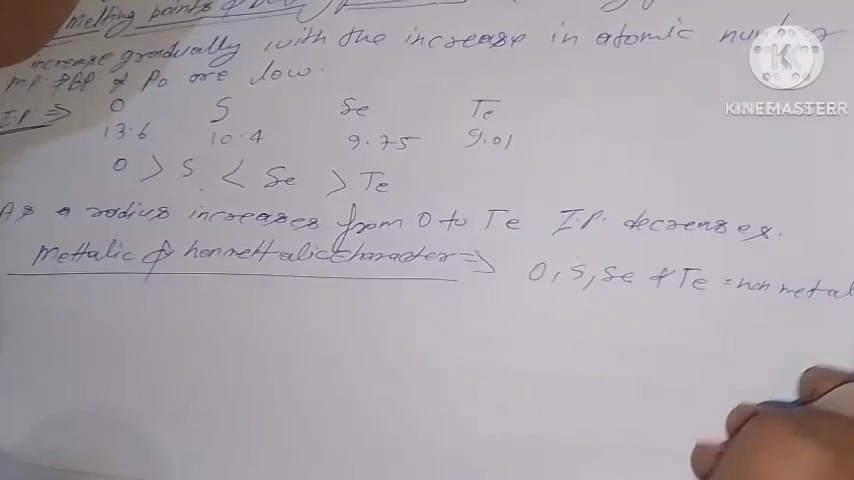 melting points &
increase gradually with the increase in atomic number.
M.P. & B.P. of Po are low.
I.P. ⇒ O S Se Te
13.6 10.4 9.75 9.01
O > S < Se > Te
As a radius increases from O to Te I.P. decreases.
Mettalic & nonmettalic character ⇒ O, S, Se & Te = non metal
KINEMASTER